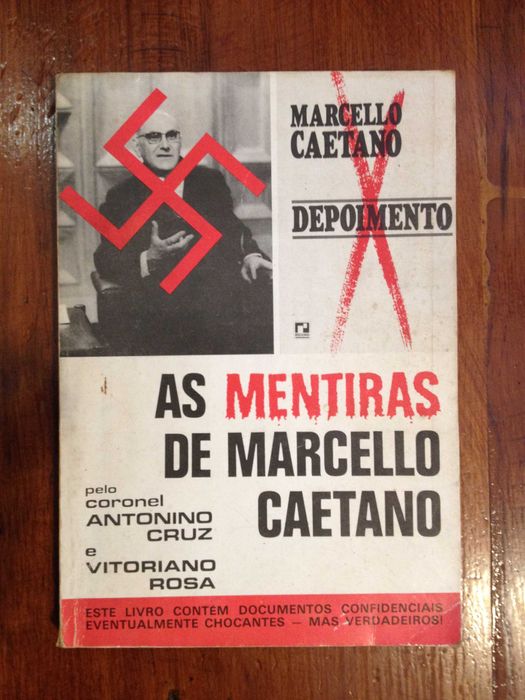 MARCELLO
CAETANO
DEPOIMENTO
AS MENTIRAS
DE MARCELLO
CAETANO
pelo
coronel
ANTONINO
CRUZ
e
VITORIANO
ROSA
ESTE LIVRO CONTÉM DOCUMENTOS CONFIDENCIAIS
EVENTUALMENTE CHOCANTES — MAS VERDADEIROS!